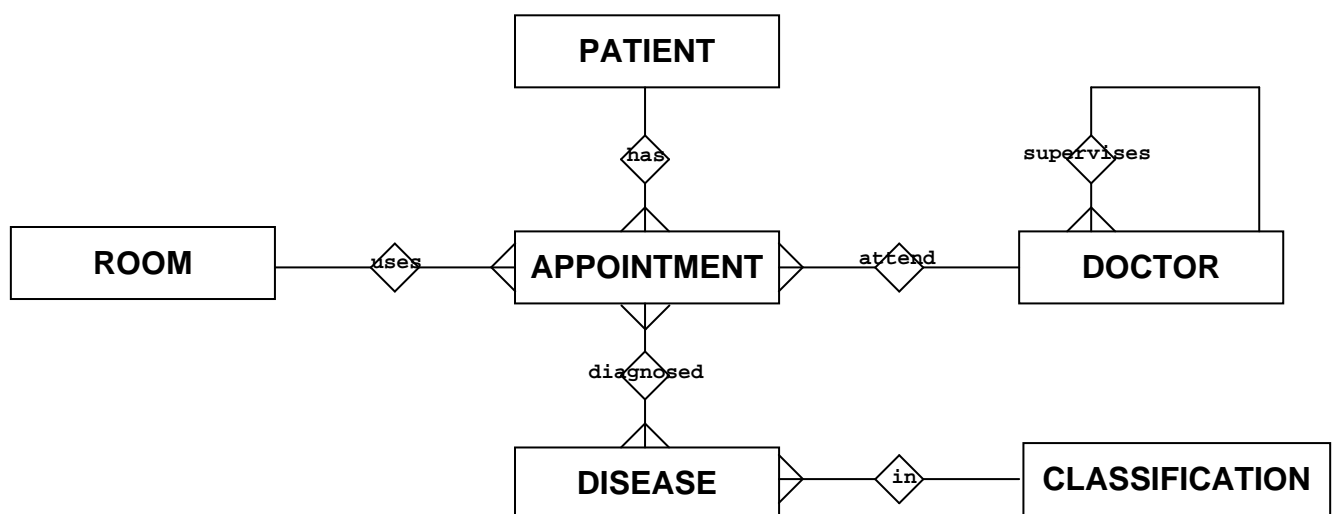 PATIENT
has
supervises
ROOM
uses
APPOINTMENT
attend
DOCTOR
diagnosed
DISEASE
in
CLASSIFICATION